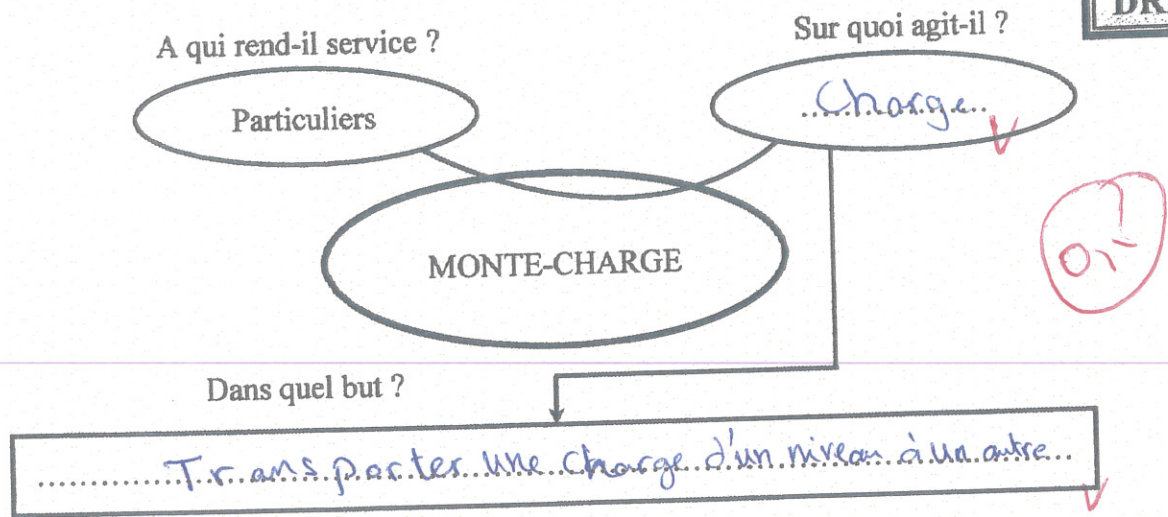 A qui rend-il service ?
Sur quoi agit-il ?
DR
Particuliers
Charge
MONTE-CHARGE
Dans quel but ?
Transporter une charge d'un niveau à un autre